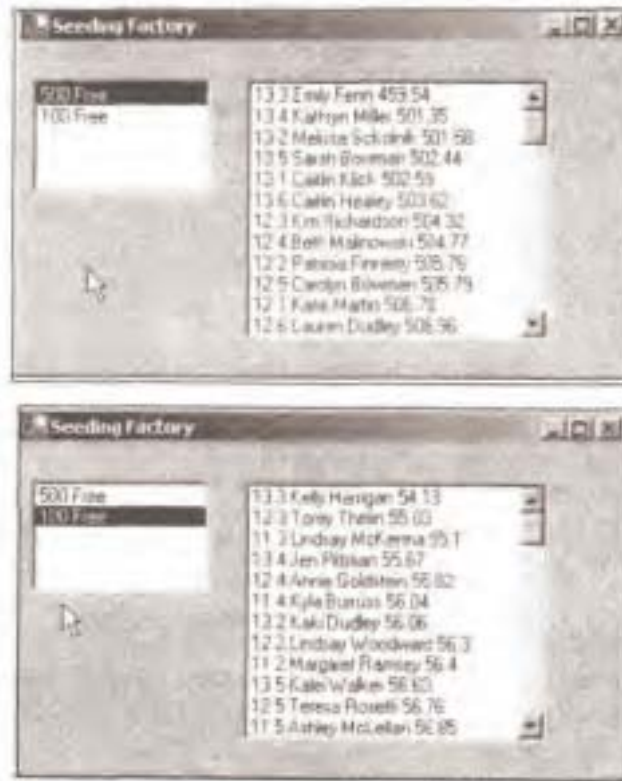 Seeding Factory
500 Free
100 Free
13 3 Emily Fenn 459.54
13 4 Kathryn Miller 501.35
13 2 Melissa 501.58
13 5 Sarah Bowman 502.44
13 1 Caitlin 502.59
13 6 Caitlin Healey 503.62
12 3 Kim Richardson 504.32
12 4 Beth Malinowski 504.77
12 2 Patricia 505.76
12 5 Carolyn Bowman 505.79
12 1 Katie Martin 506.78
12 6 Lauren Dudley 506.96
Seeding Factory
500 Free
100 Free
13 3 Kelly Harrigan 54.13
12 3 Torey Thelin 55.03
11 3 Lindsay McKenna 55.1
13 4 Jen Pittman 55.67
12 4 Annie Goldstein 55.82
11 4 Kyla Burruss 56.04
13 2 Kaki Dudley 56.06
12 2 Lindsay Woodward 56.3
11 2 Margaret Ramsey 56.4
13 5 Katei Walker 56.63
12 5 Teresa Rosetti 56.76
11 5 Ashley McLellan 56.85